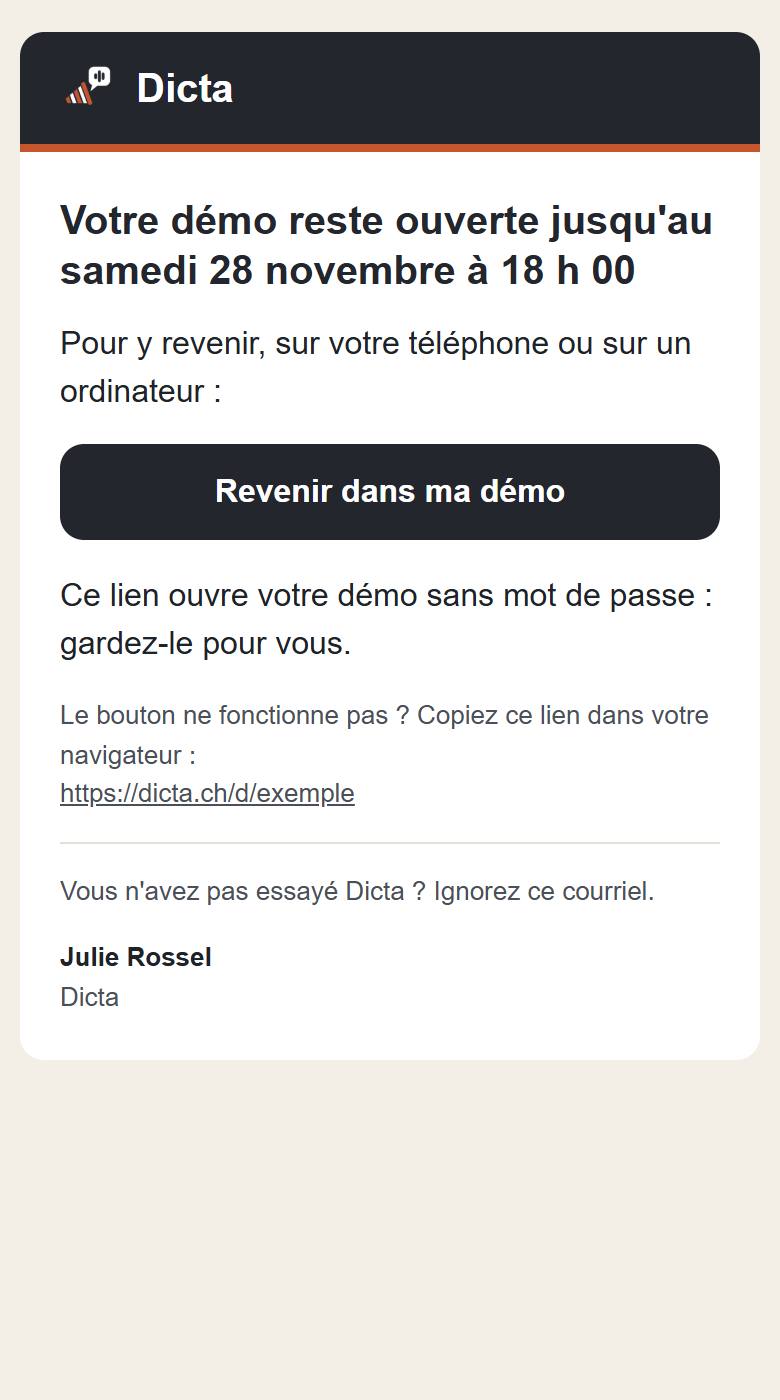 Dicta
Votre démo reste ouverte jusqu'au
samedi 28 novembre à 18 h 00
Pour y revenir, sur votre téléphone ou sur un
ordinateur :
Revenir dans ma démo
Ce lien ouvre votre démo sans mot de passe :
gardez-le pour vous.
Le bouton ne fonctionne pas ? Copiez ce lien dans votre
navigateur :
https://dicta.ch/d/exemple
Vous n'avez pas essayé Dicta ? Ignorez ce courriel.
Julie Rossel
Dicta